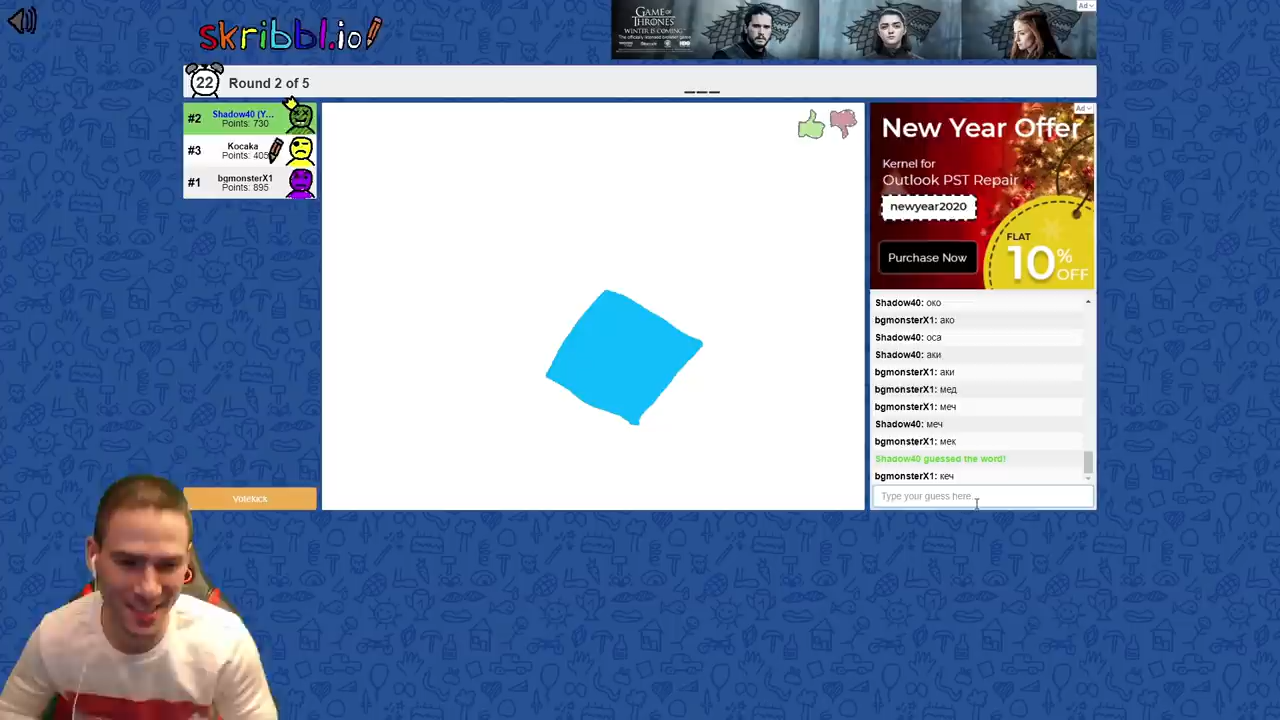 skribbl.io
GAME OF
THRONES
WINTER IS COMING
Ad
22
Round 2 of 5
___
#2
Shadow40 (Y...
Points: 730
#3
Kocaka
Points: 405
#1
bgmonsterX1
Points: 895
Ad
New Year Offer
Kernel for
Outlook PST Repair
newyear2020
Purchase Now
FLAT
10%
OFF
Shadow40: око
bgmonsterX1: ако
Shadow40: оса
Shadow40: аки
bgmonsterX1: аки
bgmonsterX1: мед
bgmonsterX1: меч
Shadow40: меч
bgmonsterX1: мек
Shadow40 guessed the word!
bgmonsterX1: кеч
Type your guess here...
Votekick